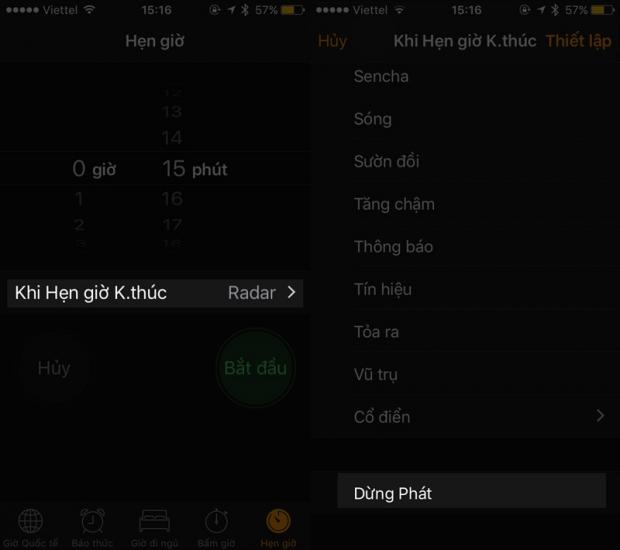 Viettel 15:16 57%
Hẹn giờ
12
13
14
0 giờ 15 phút
1 16
2 17
3 18
Khi Hẹn giờ K.thúc Radar
Hủy Bắt đầu
Giờ Quốc tế Báo thức Giờ đi ngủ Bấm giờ Hẹn giờ
Viettel 15:16 57%
Hủy Khi Hẹn giờ K.thúc Thiết lập
Sencha
Sóng
Sườn đồi
Tăng chậm
Thông báo
Tín hiệu
Tỏa ra
Vũ trụ
Cổ điển
Dừng Phát